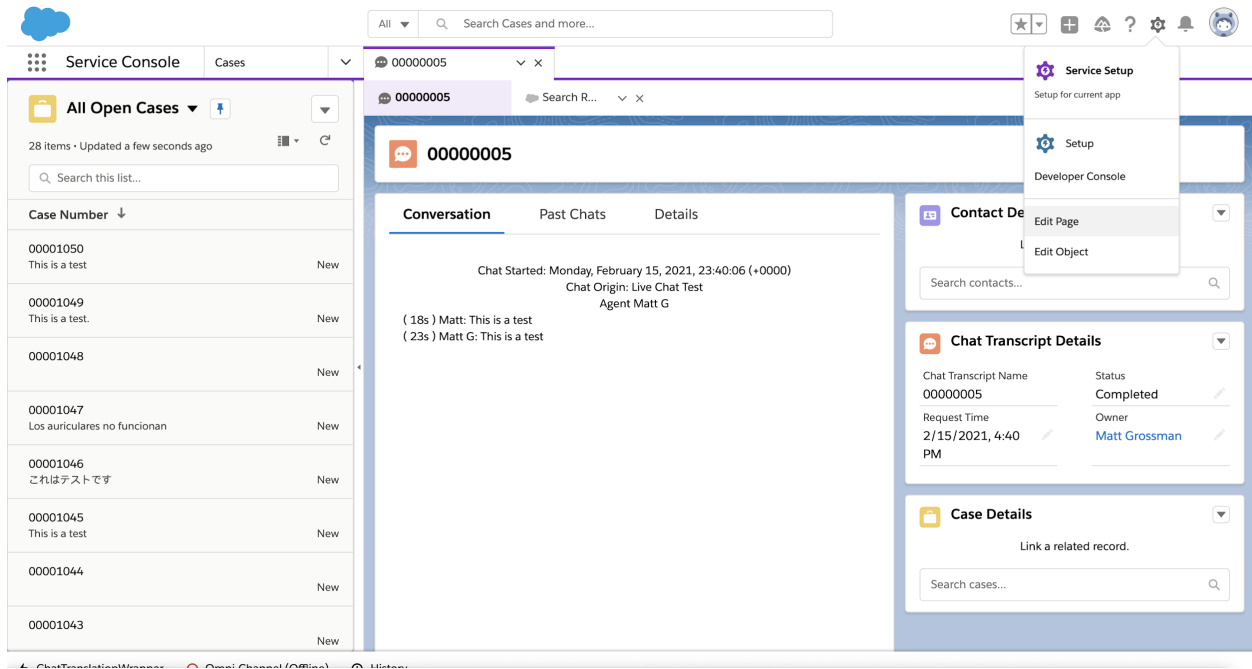 All
Search Cases and more...
Service Console
Cases
00000005
00000005
Search R...
All Open Cases
28 items • Updated a few seconds ago
Search this list...
Case Number
00001050
This is a test
New
00001049
This is a test.
New
00001048
New
00001047
Los auriculares no funcionan
New
00001046
これはテストです
New
00001045
This is a test
New
00001044
New
00001043
New
00000005
Conversation
Past Chats
Details
Chat Started: Monday, February 15, 2021, 23:40:06 (+0000)
Chat Origin: Live Chat Test
Agent Matt G
( 18s ) Matt: This is a test
( 23s ) Matt G: This is a test
Service Setup
Setup for current app
Setup
Developer Console
Edit Page
Edit Object
Contact De
Search contacts...
Chat Transcript Details
Chat Transcript Name
00000005
Status
Completed
Request Time
2/15/2021, 4:40
PM
Owner
Matt Grossman
Case Details
Link a related record.
Search cases...
ChatTranslationWrapper
Omni-Channel (Offline)
History